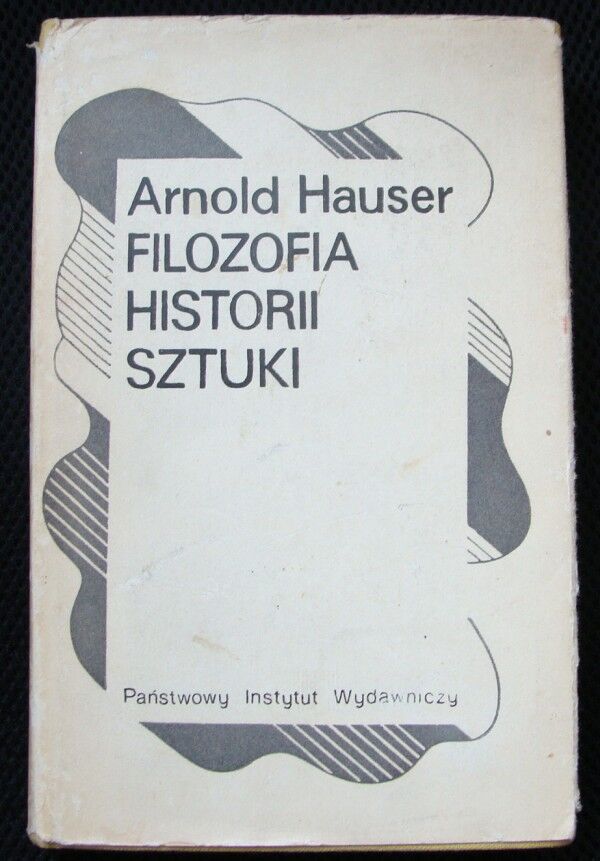 Arnold Hauser
FILOZOFIA
HISTORII
SZTUKI
Państwowy Instytut Wydawniczy